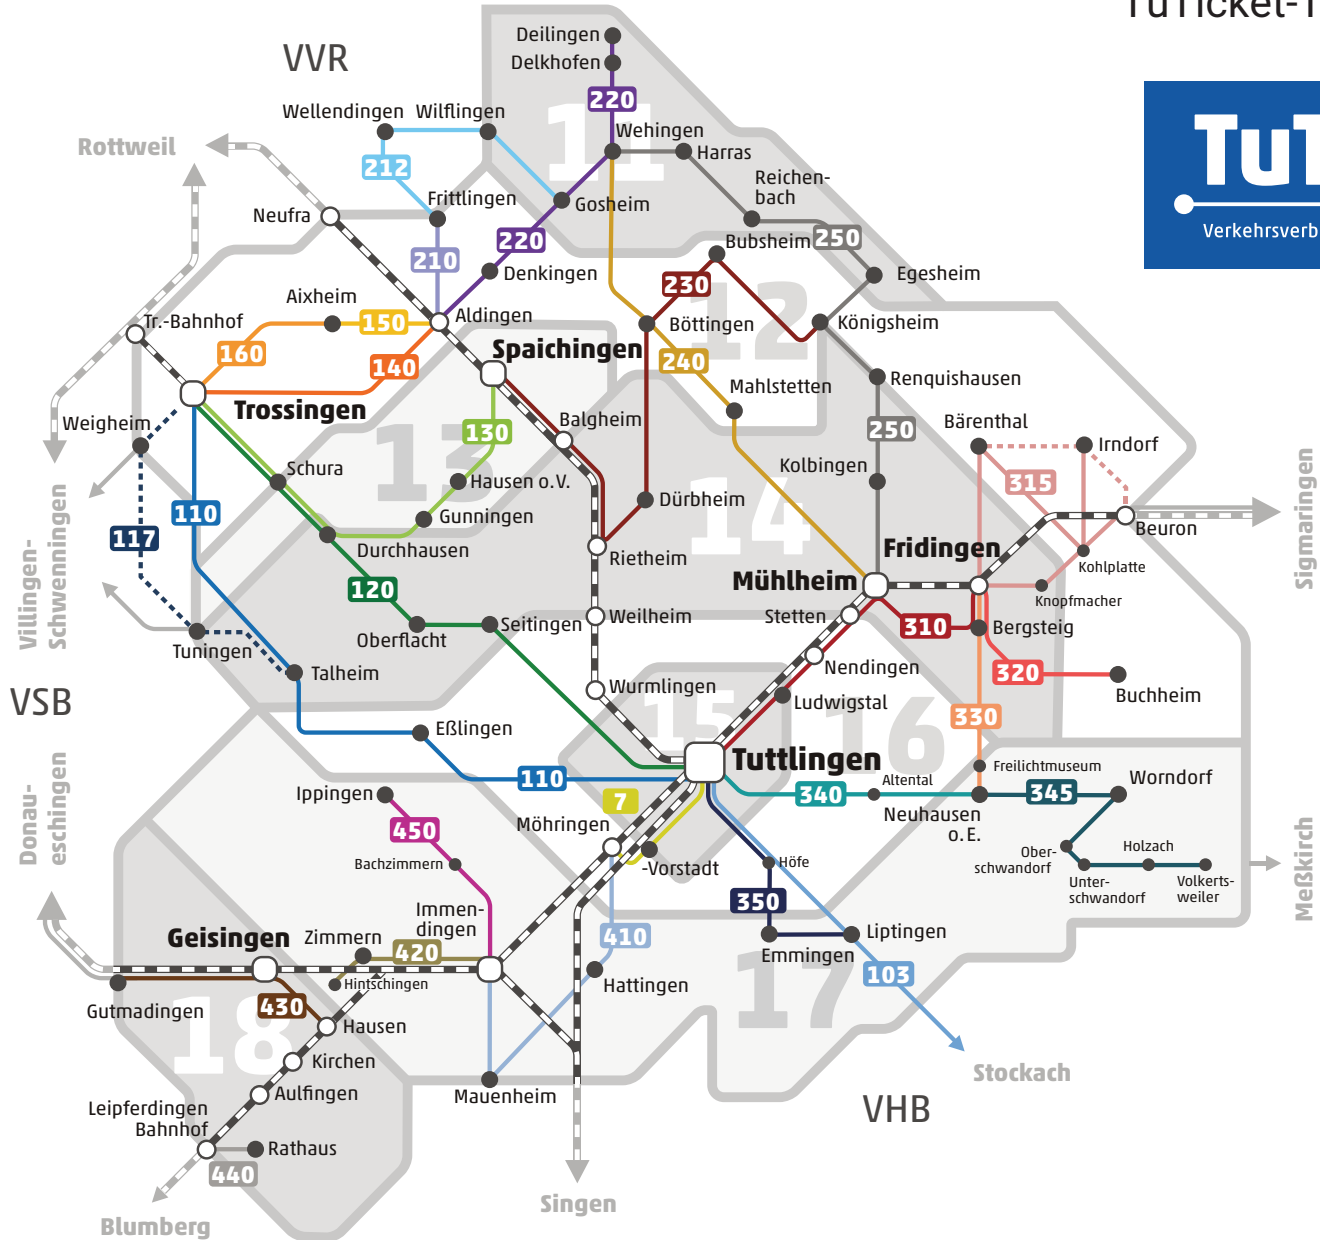 TuTicket-T
VVR
Deilingen
Delkhofen
220
11
Wellendingen
Wilflingen
Wehingen
Harras
Rottweil
212
Reichen-
bach
Frittlingen
Gosheim
Neufra
220
Bubsheim
250
210
Denkingen
Egesheim
TuT
Verkehrsverb
230
12
Aixheim
Tr.-Bahnhof
150
Aldingen
Böttingen
Königsheim
160
140
Spaichingen
240
Mahlstetten
Renquishausen
Trossingen
Weigheim
Balgheim
130
13
250
Bärenthal
Irndorf
Schura
Hausen o.V.
Kolbingen
315
110
Gunningen
Dürbheim
14
Beuron
Sigmaringen
117
Durchhausen
Rietheim
Fridingen
Kohlplatte
Villingen-
Schwenningen
120
Mühlheim
Knopfmacher
Weilheim
Stetten
Oberflacht
Seitingen
310
Bergsteig
Tuningen
Talheim
Nendingen
320
Buchheim
VSB
Wurmlingen
15
Ludwigstal
16
330
Eßlingen
Tuttlingen
Donau-
eschingen
110
Freilichtmuseum
Worndorf
Ippingen
7
340
Altental
345
450
Möhringen
Neuhausen
o.E.
Meßkirch
Bachzimmern
-Vorstadt
Höfe
Ober-
schwandorf
Holzach
Unter-
schwandorf
Volkerts-
weiler
350
Immen-
dingen
Geisingen
Zimmern
420
410
Liptingen
Emmingen
Hintschingen
Hattingen
17
103
Gutmadingen
430
Hausen
18
Kirchen
Stockach
Aulfingen
Mauenheim
VHB
Leipferdingen
Bahnhof
Rathaus
440
Singen
Blumberg